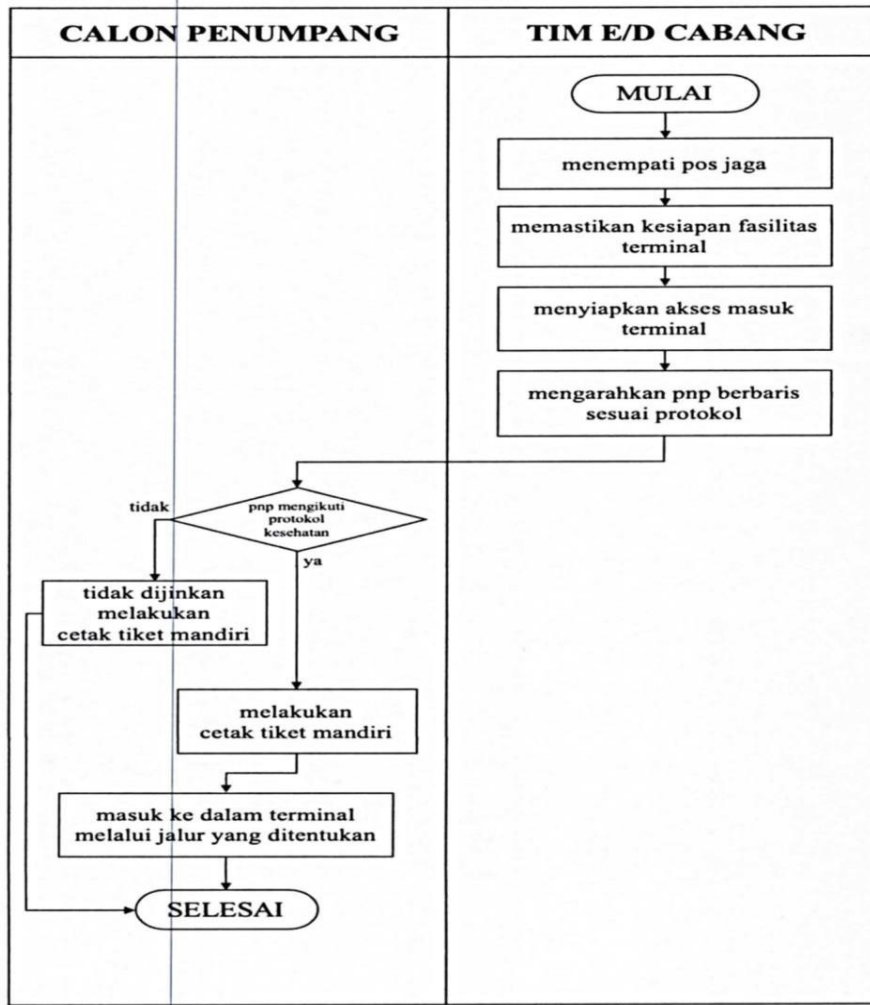 CALON PENUMPANG
TIM E/D CABANG
MULAI
menempati pos jaga
memastikan kesiapan fasilitas
terminal
menyiapkan akses masuk
terminal
mengarahkan pnp berbaris
sesuai protokol
pnp mengikuti
protokol
kesehatan
tidak
ya
tidak dijinkan
melakukan
cetak tiket mandiri
melakukan
cetak tiket mandiri
masuk ke dalam terminal
melalui jalur yang ditentukan
SELESAI